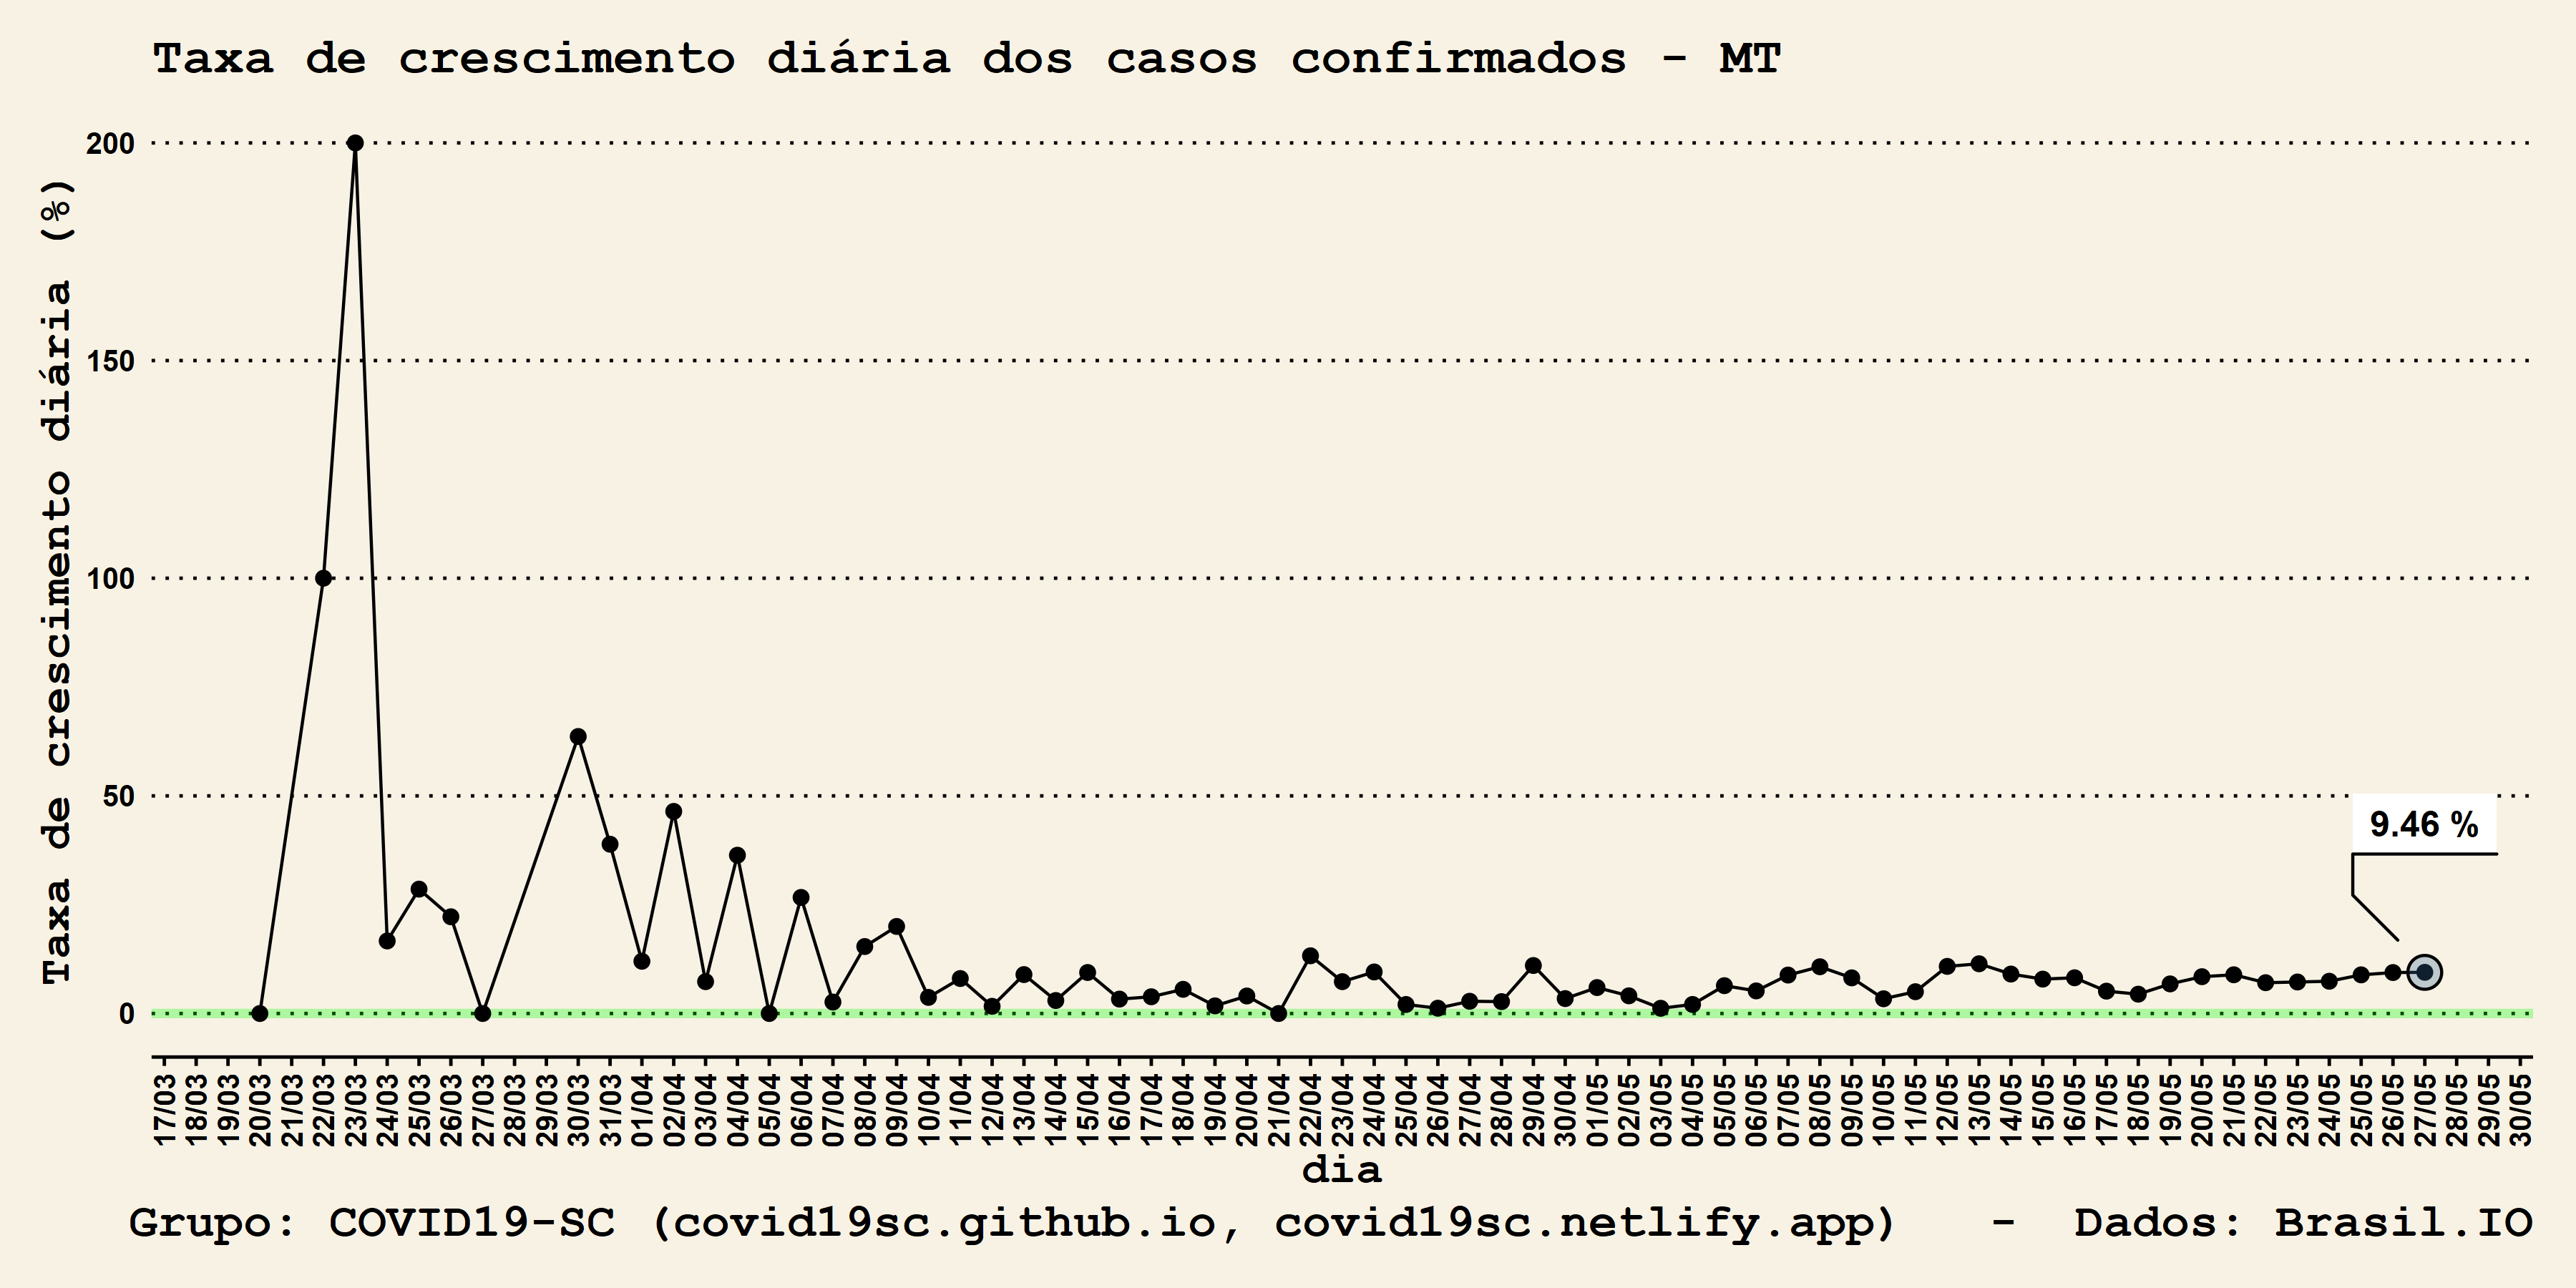 Taxa de crescimento diária dos casos confirmados - MT
Taxa de crescimento diária (%)
200
150
100
50
0
9.46 %
17/03 18/03 19/03 20/03 21/03 22/03 23/03 24/03 25/03 26/03 27/03 28/03 29/03 30/03 31/03 01/04 02/04 03/04 04/04 05/04 06/04 07/04 08/04 09/04 10/04 11/04 12/04 13/04 14/04 15/04 16/04 17/04 18/04 19/04 20/04 21/04 22/04 23/04 24/04 25/04 26/04 27/04 28/04 29/04 30/04 01/05 02/05 03/05 04/05 05/05 06/05 07/05 08/05 09/05 10/05 11/05 12/05 13/05 14/05 15/05 16/05 17/05 18/05 19/05 20/05 21/05 22/05 23/05 24/05 25/05 26/05 27/05 28/05 29/05 30/05
dia
Grupo: COVID19-SC (covid19sc.github.io, covid19sc.netlify.app) - Dados: Brasil.IO